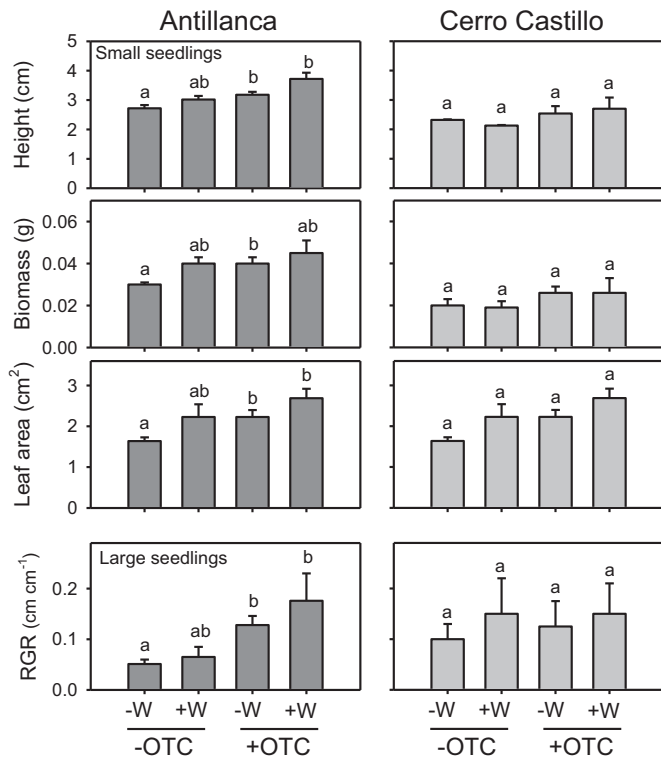 Antillanca Cerro Castillo
Small seedlings
Height (cm)
5
4
3
2
1
0
a ab b b
a a a a
Biomass (g)
0.06
0.04
0.02
0.00
a ab b ab
a a a a
Leaf area (cm²)
3
2
1
0
a ab b b
a a a a
Large seedlings
RGR (cm cm⁻¹)
0.2
0.1
0.0
a ab b b
a a a a
-W +W -W +W -W +W -W +W
-OTC +OTC -OTC +OTC